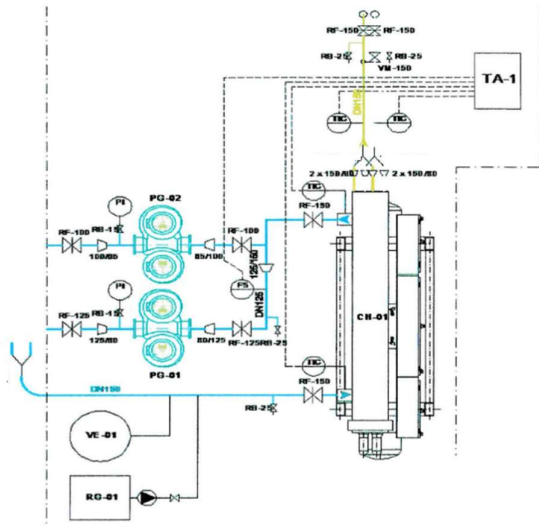 RF-150 RF-150
RB-25 RB-25
VM-150
TA-1
DN150
TIC TIC
2 x 150/80 2 x 150/80
PI
PG-02
TIC
RF-100 RB-15 RF-100 RF-150
100/65 65/100
125/150
PI
FS
DN125
RF-125 RB-15
CH-01
125/80 80/125 RF-125 RB-25
PG-01
TIC
DN150 RF-150
RB-25
VE-01
RG-01